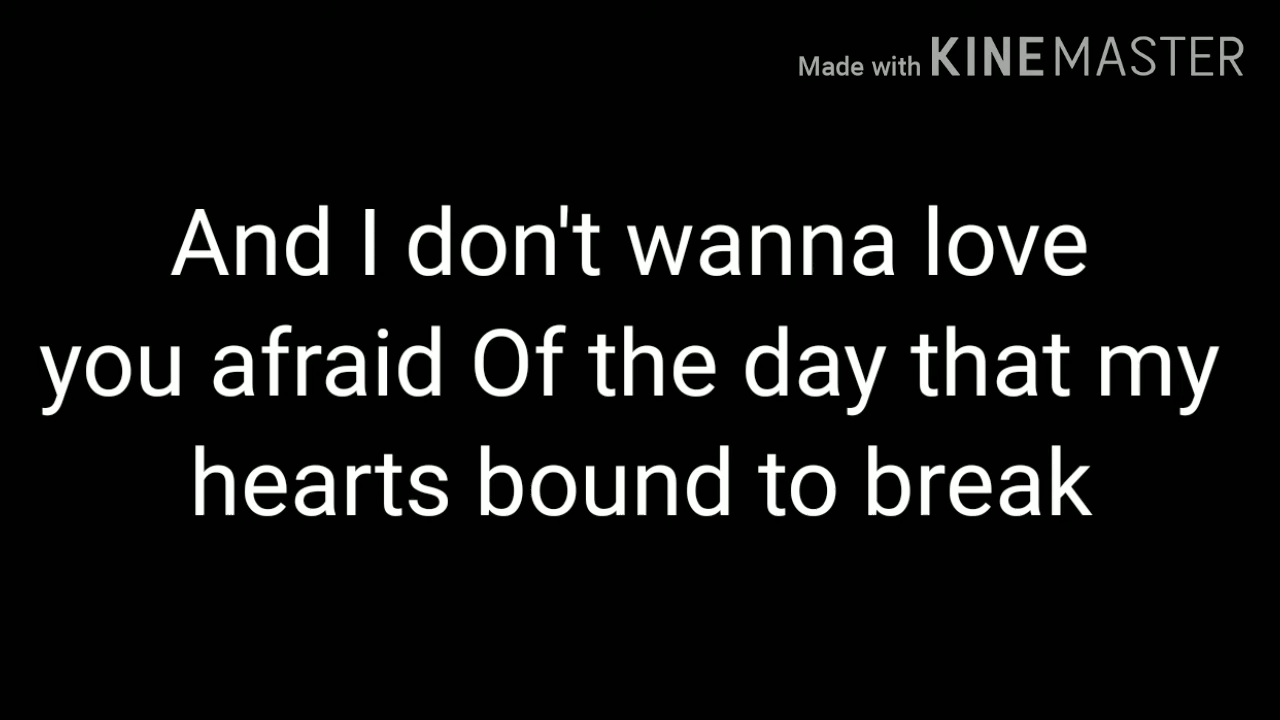 Made with KINEMASTER
And I don't wanna love
you afraid Of the day that my
hearts bound to break